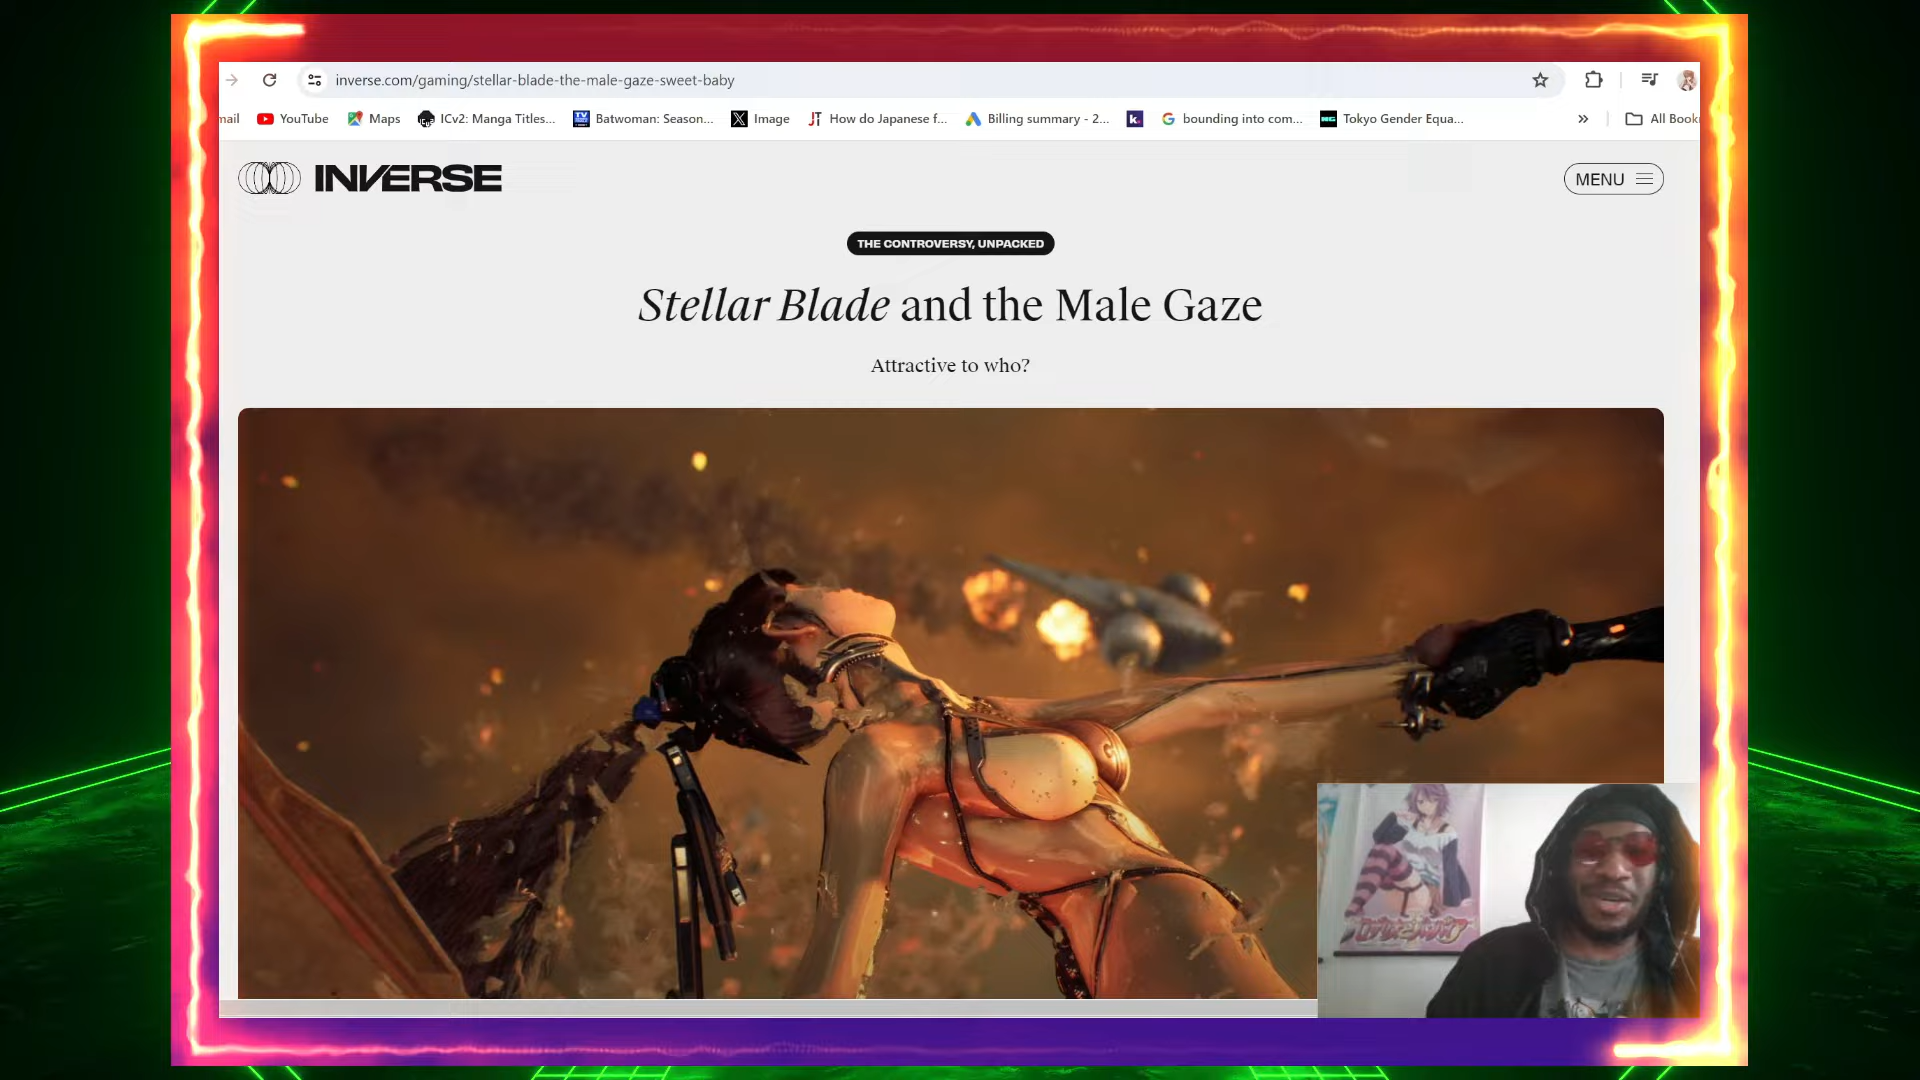 inverse.com/gaming/stellar-blade-the-male-gaze-sweet-baby
mail YouTube Maps ICv2: Manga Titles... Batwoman: Season... Image How do Japanese f... Billing summary - 2... k. bounding into com... Tokyo Gender Equa... » All Book
INVERSE
MENU
THE CONTROVERSY, UNPACKED
Stellar Blade and the Male Gaze
Attractive to who?